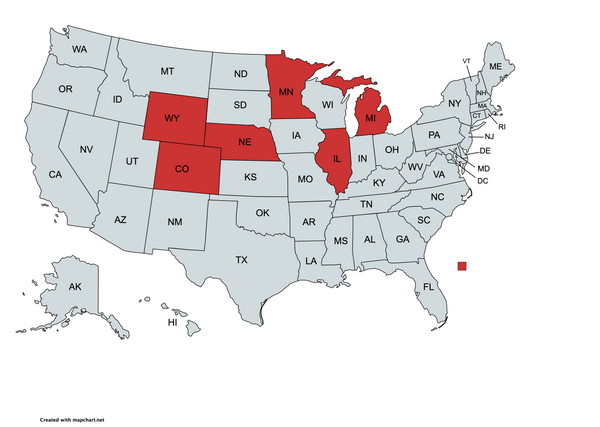 WA
OR
CA
NV
ID
MT
WY
UT
CO
AZ
NM
ND
SD
NE
KS
OK
TX
MN
IA
MO
AR
LA
WI
IL
MI
IN
OH
KY
TN
MS
AL
GA
FL
SC
NC
VA
WV
PA
NY
VT
NH
ME
MA
CT
RI
NJ
DE
MD
DC
AK
HI
Created with mapchart.net